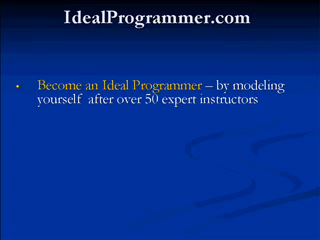 IdealProgrammer.com
• Become an Ideal Programmer – by modeling
yourself after over 50 expert instructors